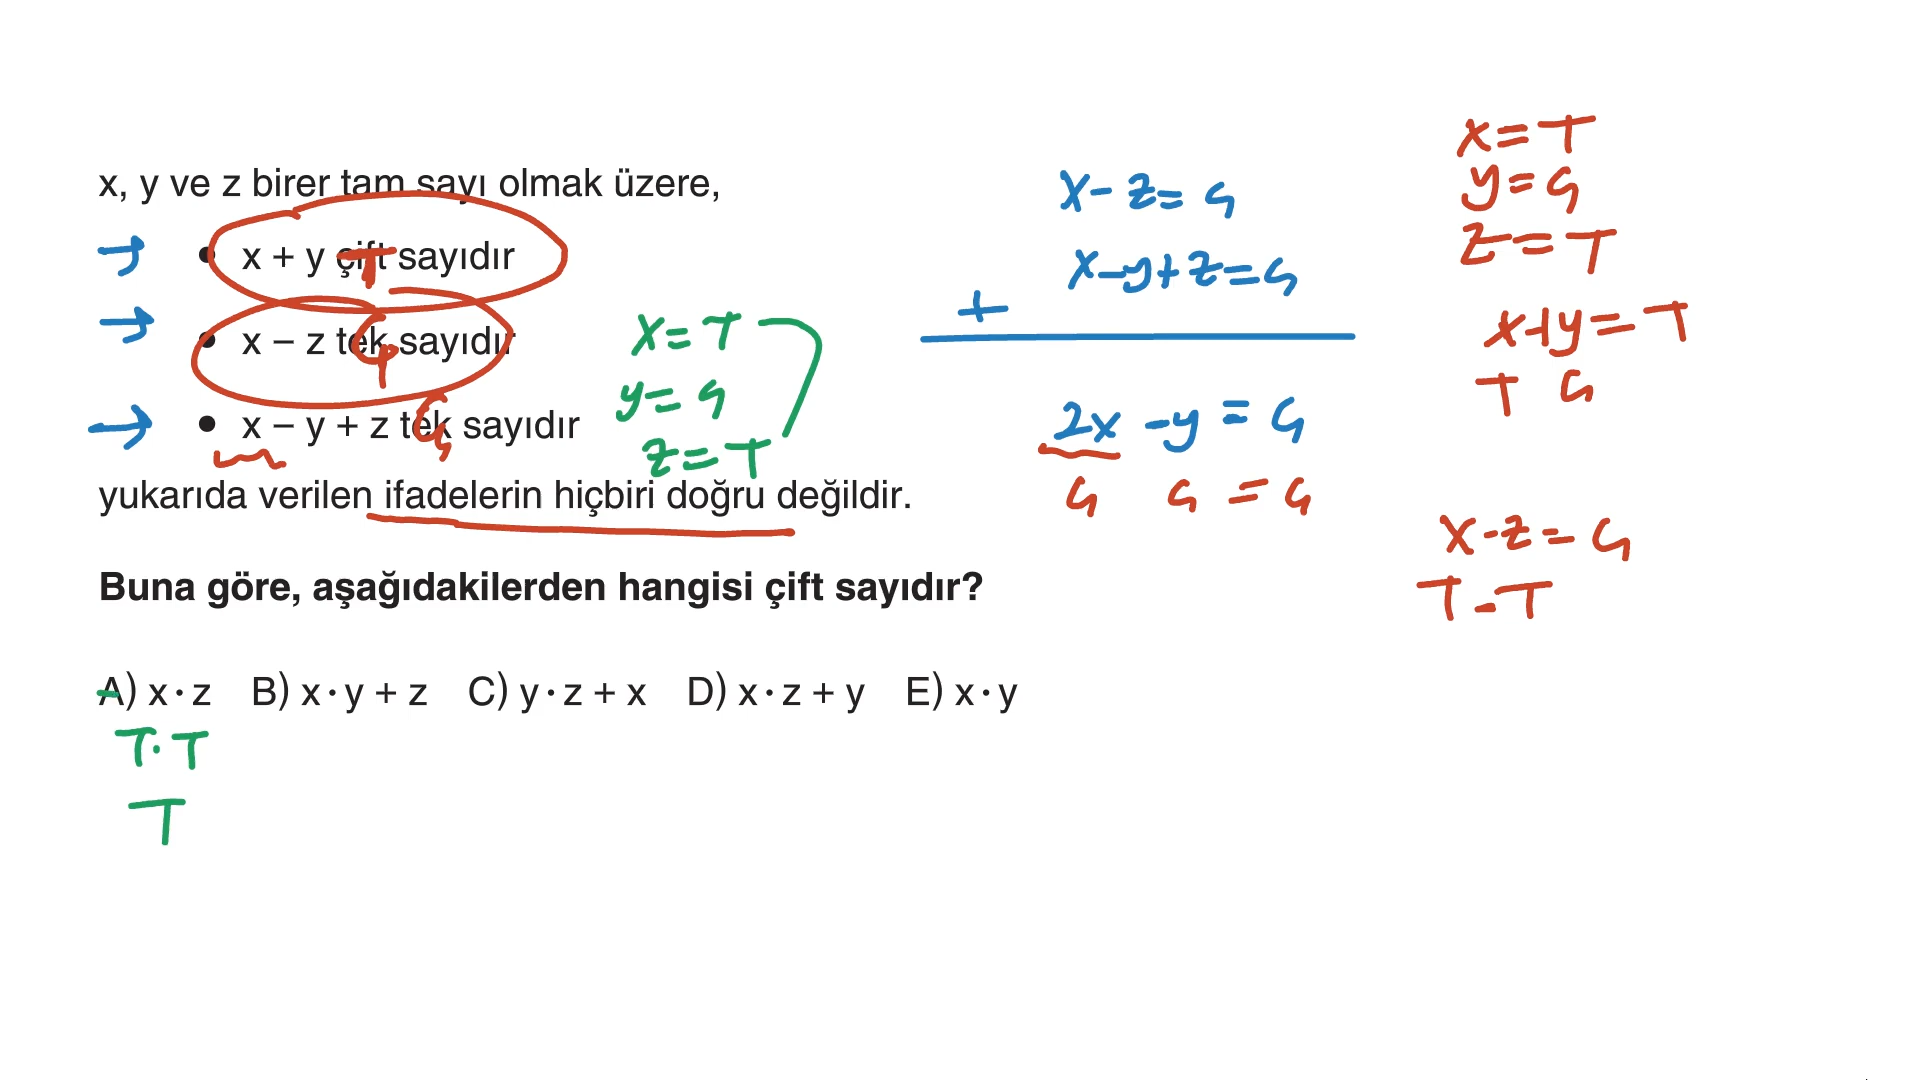 x, y ve z birer tam sayı olmak üzere,
• x + y çift sayıdır
T
• x – z tek sayıdır
Ç
• x – y + z tek sayıdır
Ç
yukarıda verilen ifadelerin hiçbiri doğru değildir.
Buna göre, aşağıdakilerden hangisi çift sayıdır?
A) x · z B) x · y + z C) y · z + x D) x · z + y E) x · y
T · T
T
x = T
y = Ç
z = T
x - z = Ç
x - y + z = Ç
+
2x - y = Ç
Ç Ç = Ç
x = T
y = Ç
z = T
x + y = T
T Ç
x - z = Ç
T - T